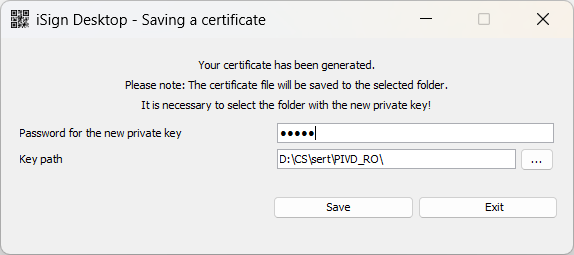 iSign Desktop - Saving a certificate
Your certificate has been generated.
Please note: The certificate file will be saved to the selected folder.
It is necessary to select the folder with the new private key!
Password for the new private key
●●●●●
Key path
D:\CS\sert\PIVD_RO\
...
Save
Exit